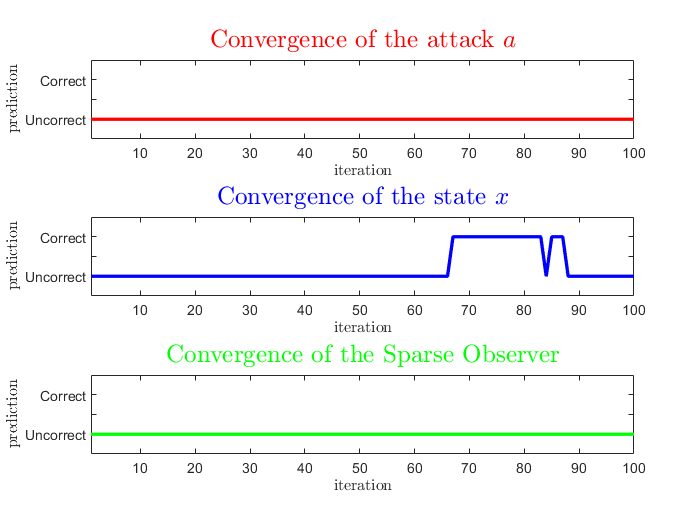 Convergence of the attack a
Correct
Uncorrect
prediction
10 20 30 40 50 60 70 80 90 100
iteration
Convergence of the state x
Correct
Uncorrect
prediction
10 20 30 40 50 60 70 80 90 100
iteration
Convergence of the Sparse Observer
Correct
Uncorrect
prediction
10 20 30 40 50 60 70 80 90 100
iteration